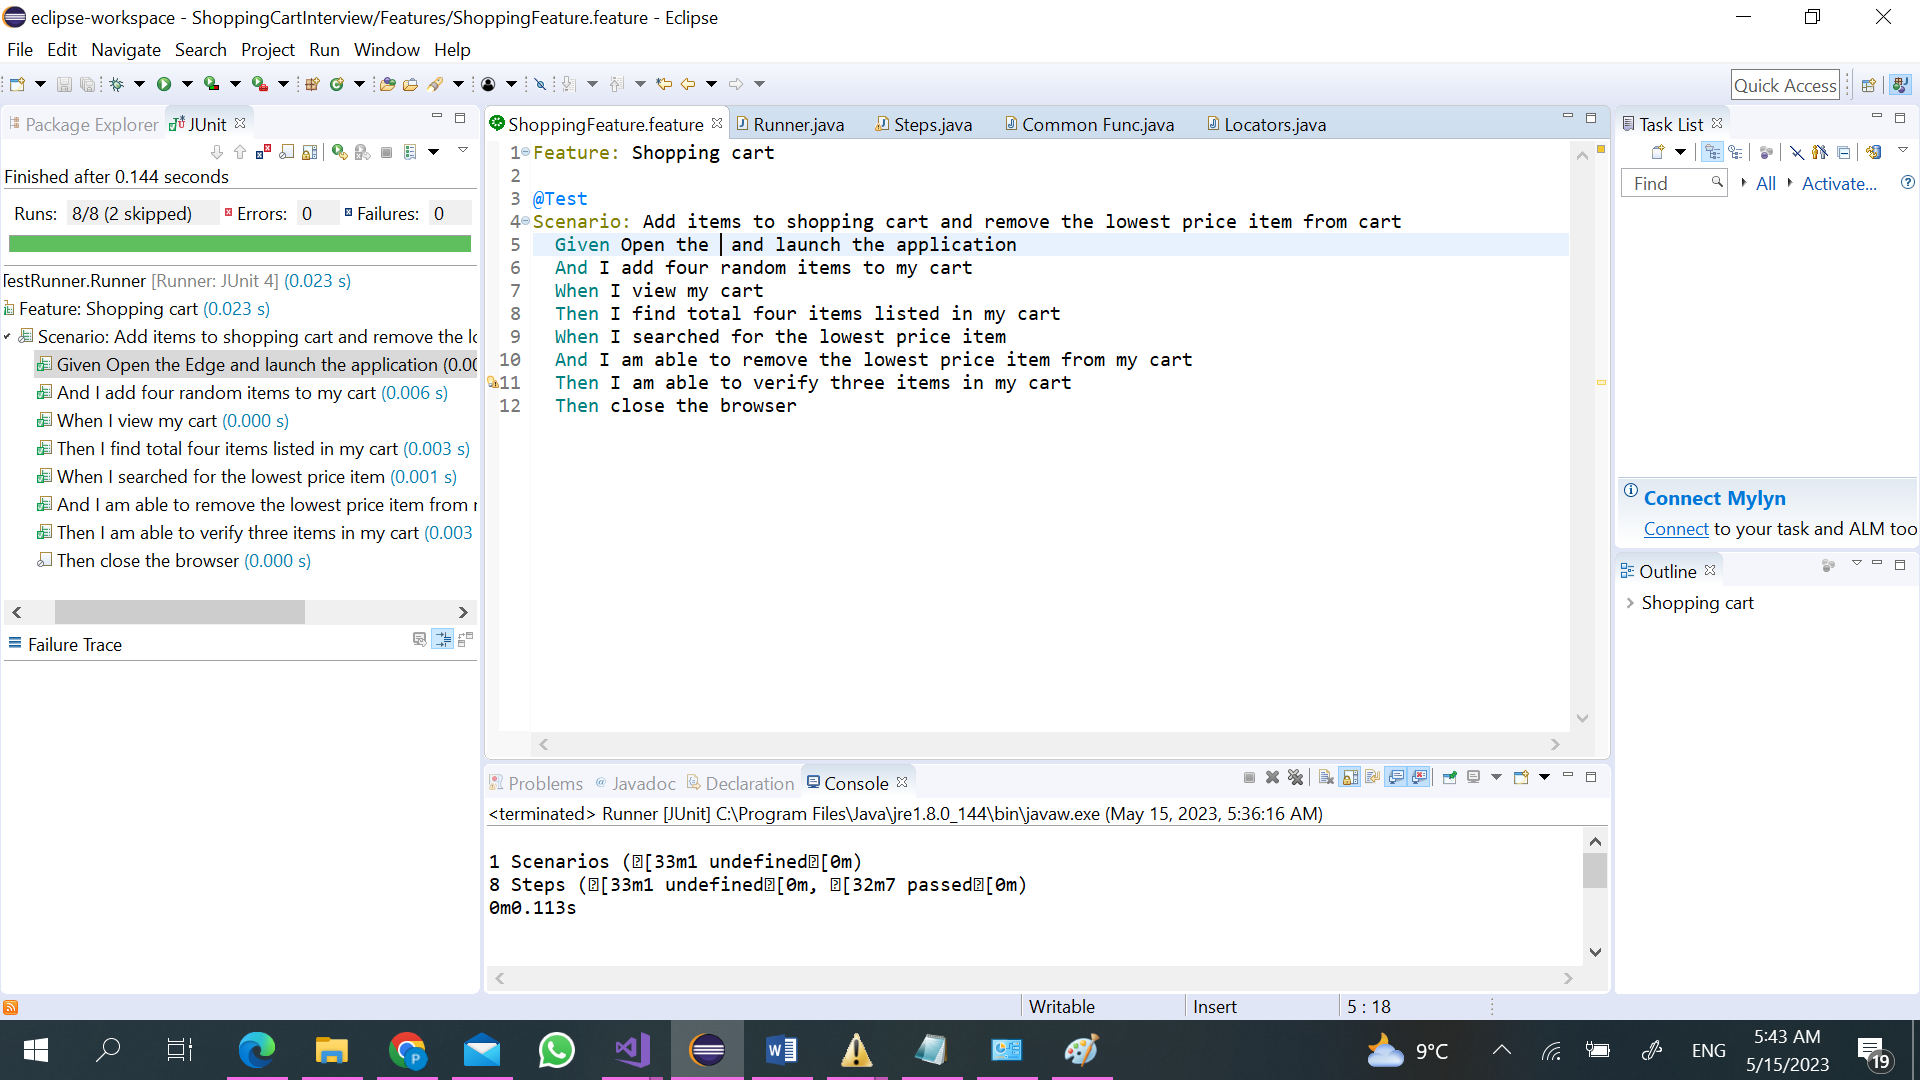 eclipse-workspace - ShoppingCartInterview/Features/ShoppingFeature.feature - Eclipse
File Edit Navigate Search Project Run Window Help
Quick Access
Package Explorer JUnit
Finished after 0.144 seconds
Runs: 8/8 (2 skipped) Errors: 0 Failures: 0
TestRunner.Runner [Runner: JUnit 4] (0.023 s)
Feature: Shopping cart (0.023 s)
Scenario: Add items to shopping cart and remove the lo
Given Open the Edge and launch the application (0.00
And I add four random items to my cart (0.006 s)
When I view my cart (0.000 s)
Then I find total four items listed in my cart (0.003 s)
When I searched for the lowest price item (0.001 s)
And I am able to remove the lowest price item from r
Then I am able to verify three items in my cart (0.003
Then close the browser (0.000 s)
Failure Trace
ShoppingFeature.feature Runner.java Steps.java Common Func.java Locators.java
1 Feature: Shopping cart
2
3 @Test
4 Scenario: Add items to shopping cart and remove the lowest price item from cart
5 Given Open the  and launch the application
6 And I add four random items to my cart
7 When I view my cart
8 Then I find total four items listed in my cart
9 When I searched for the lowest price item
10 And I am able to remove the lowest price item from my cart
11 Then I am able to verify three items in my cart
12 Then close the browser
Problems Javadoc Declaration Console
<terminated> Runner [JUnit] C:\Program Files\Java\jre1.8.0_144\bin\javaw.exe (May 15, 2023, 5:36:16 AM)
1 Scenarios (⍰[33m1 undefined⍰[0m)
8 Steps (⍰[33m1 undefined⍰[0m, ⍰[32m7 passed⍰[0m)
0m0.113s
Task List
Find All Activate...
Connect Mylyn
Connect to your task and ALM too
Outline
Shopping cart
Writable Insert 5 : 18
9°C ENG 5:43 AM
5/15/2023
19